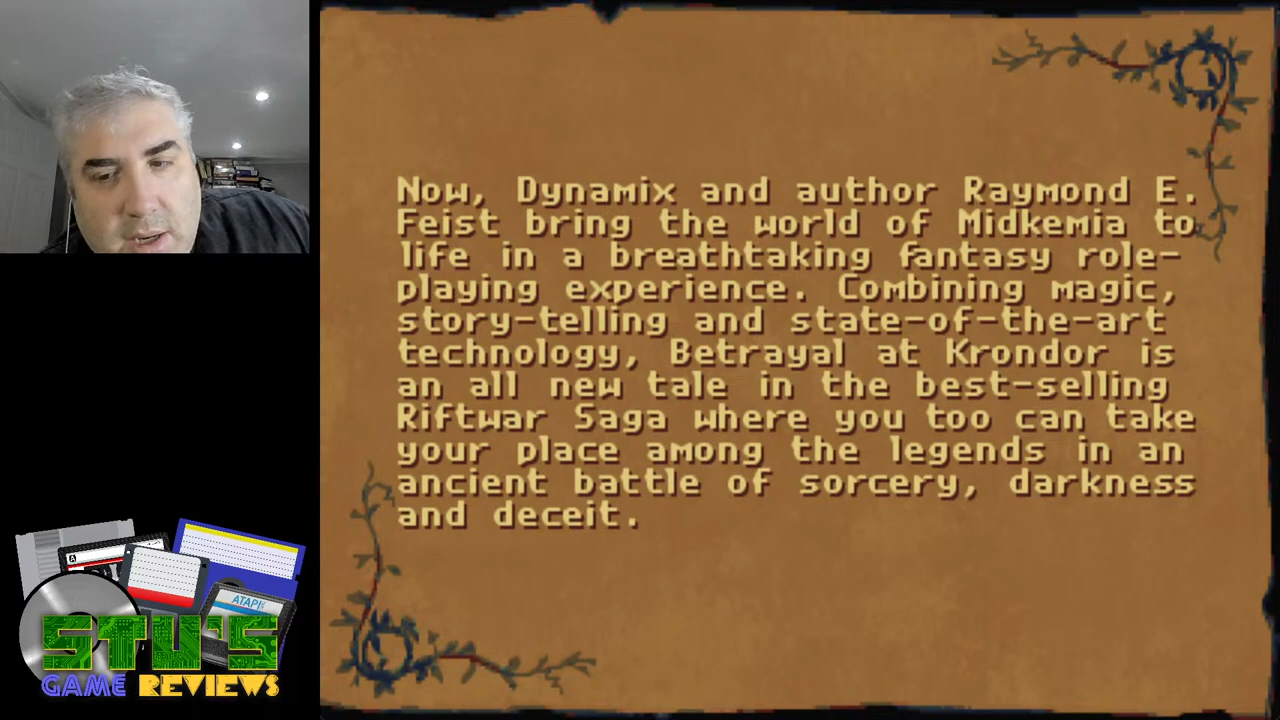 Now, Dynamix and author Raymond E.
Feist bring the world of Midkemia to
life in a breathtaking fantasy role-
playing experience. Combining magic,
story-telling and state-of-the-art
technology, Betrayal at Krondor is
an all new tale in the best-selling
Riftwar Saga where you too can take
your place among the legends in an
ancient battle of sorcery, darkness
and deceit.
A
STU'S
GAME REVIEWS